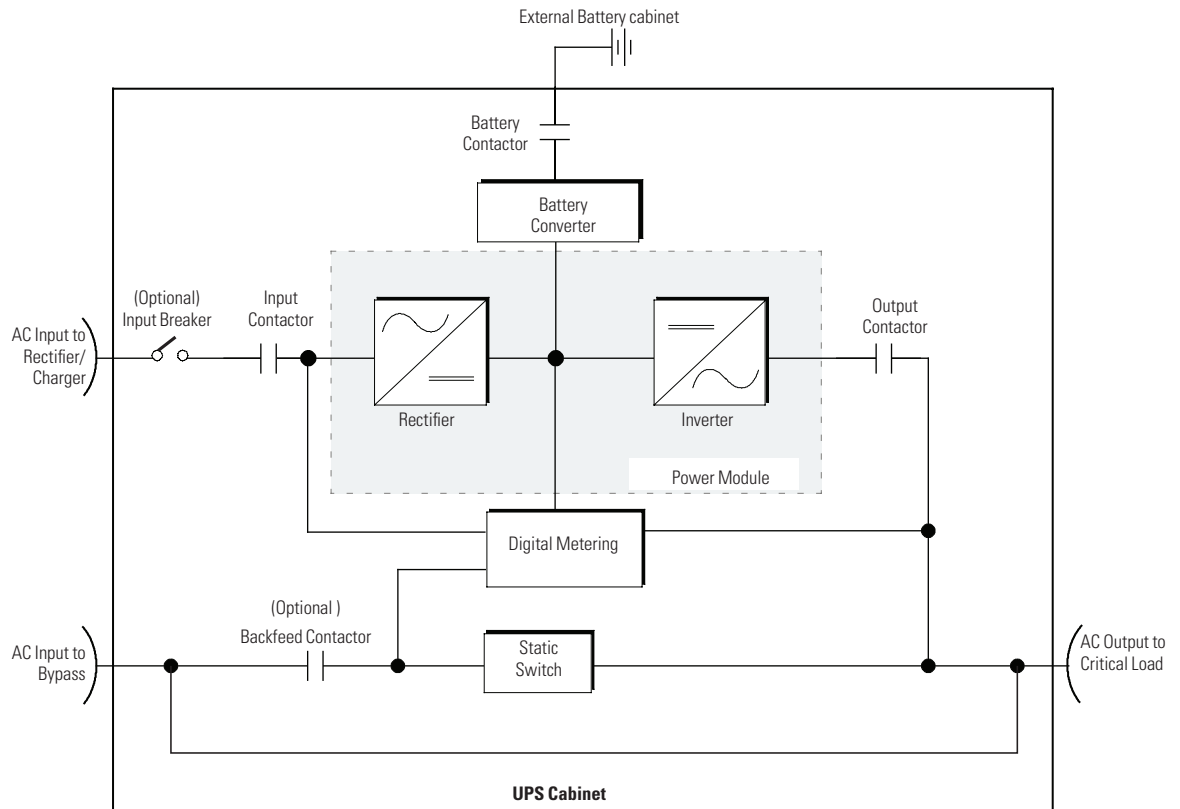 External Battery cabinet
Battery
Contactor
Battery
Converter
(Optional)
Input Breaker
Input
Contactor
Output
Contactor
AC Input to
Rectifier/
Charger
Rectifier
Inverter
Power Module
Digital Metering
(Optional )
Backfeed Contactor
AC Input to
Bypass
Static
Switch
AC Output to
Critical Load
UPS Cabinet